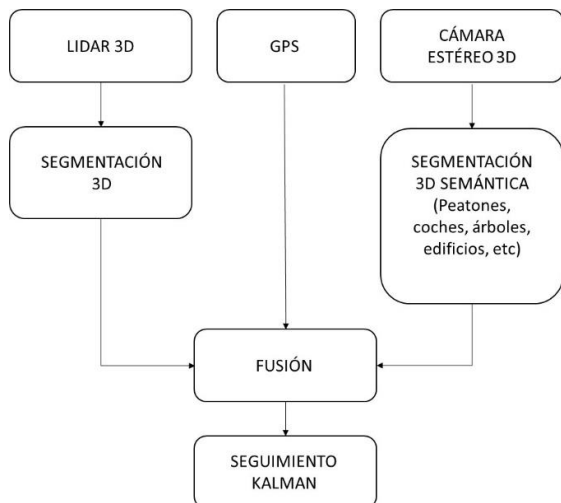 LIDAR 3D
GPS
CÁMARA
ESTÉREO 3D
SEGMENTACIÓN
3D
SEGMENTACIÓN
3D SEMÁNTICA
(Peatones,
coches, árboles,
edificios, etc)
FUSIÓN
SEGUIMIENTO
KALMAN